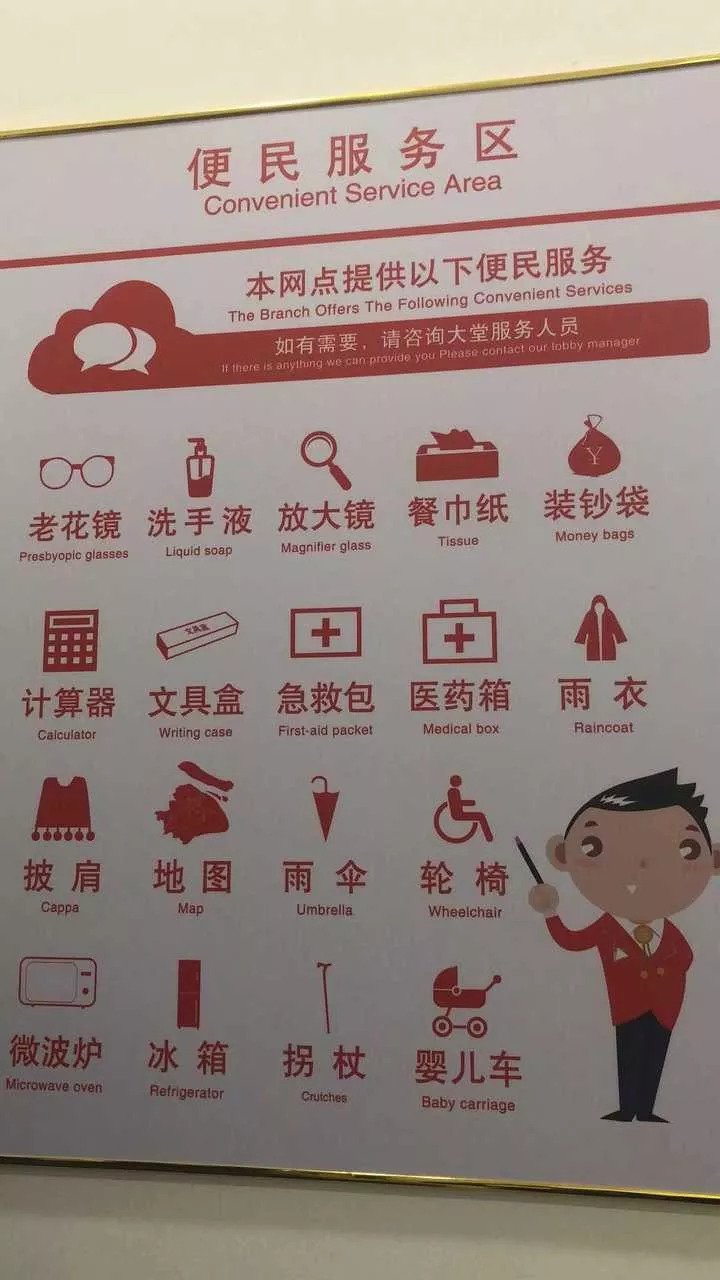 便民服务区
Convenient Service Area
本网点提供以下便民服务
The Branch Offers The Following Convenient Services
如有需要，请咨询大堂服务人员
If there is anything we can provide you Please contact our lobby manager
¥
老花镜 洗手液 放大镜 餐巾纸 装钞袋
Presbyopic glasses Liquid soap Magnifier glass Tissue Money bags
文具盒
计算器 文具盒 急救包 医药箱 雨衣
Calculator Writing case First-aid packet Medical box Raincoat
披肩 地图 雨伞 轮椅
Cappa Map Umbrella Wheelchair
微波炉 冰箱 拐杖 婴儿车
Microwave oven Refrigerator Crutches Baby carriage